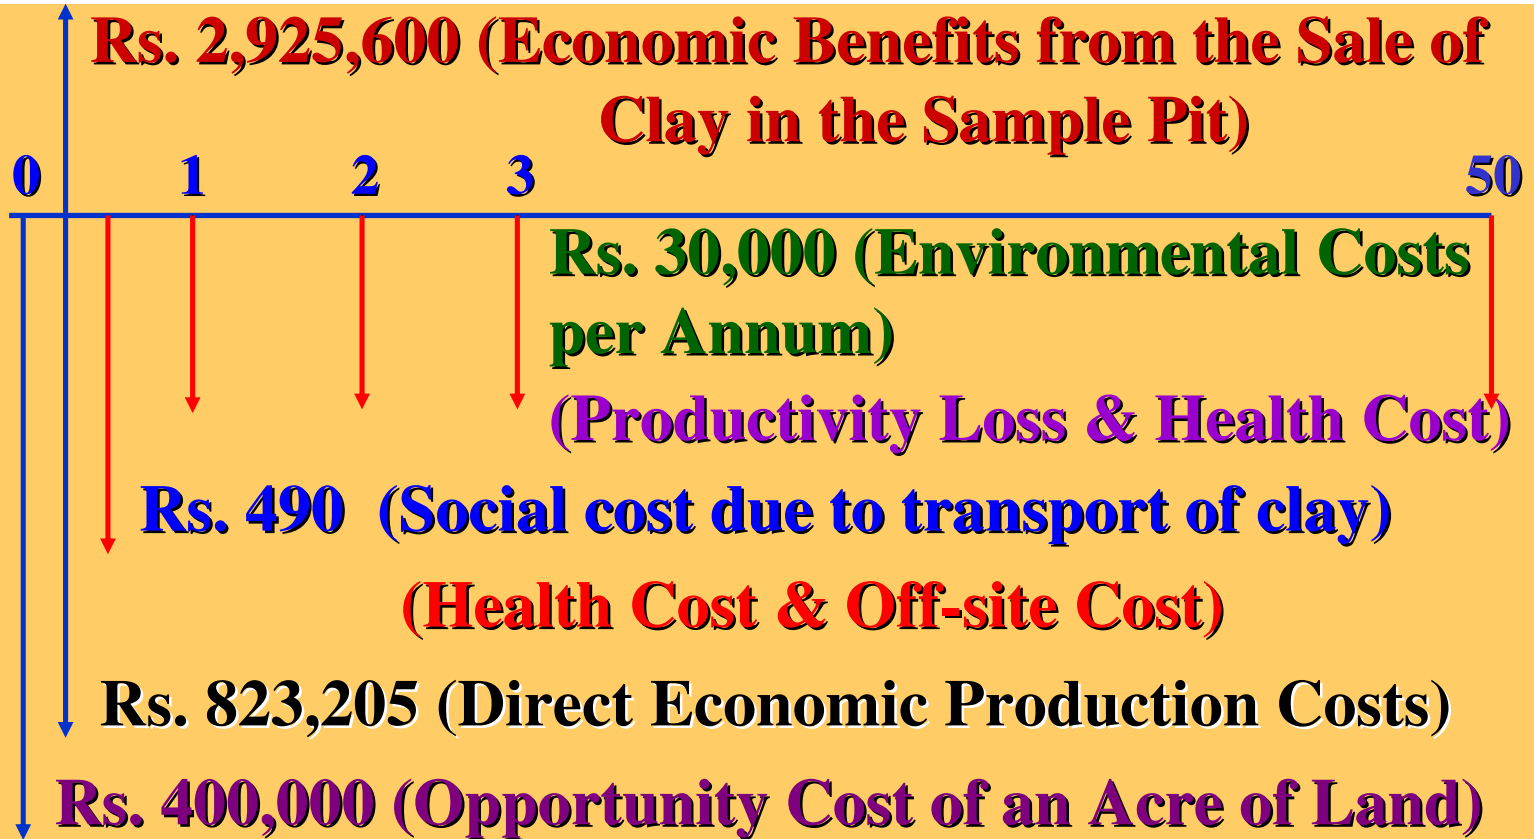 Rs. 2,925,600 (Economic Benefits from the Sale of
Clay in the Sample Pit)
0 1 2 3 50
Rs. 30,000 (Environmental Costs
per Annum)
(Productivity Loss & Health Cost)
Rs. 490 (Social cost due to transport of clay)
(Health Cost & Off-site Cost)
Rs. 823,205 (Direct Economic Production Costs)
Rs. 400,000 (Opportunity Cost of an Acre of Land)